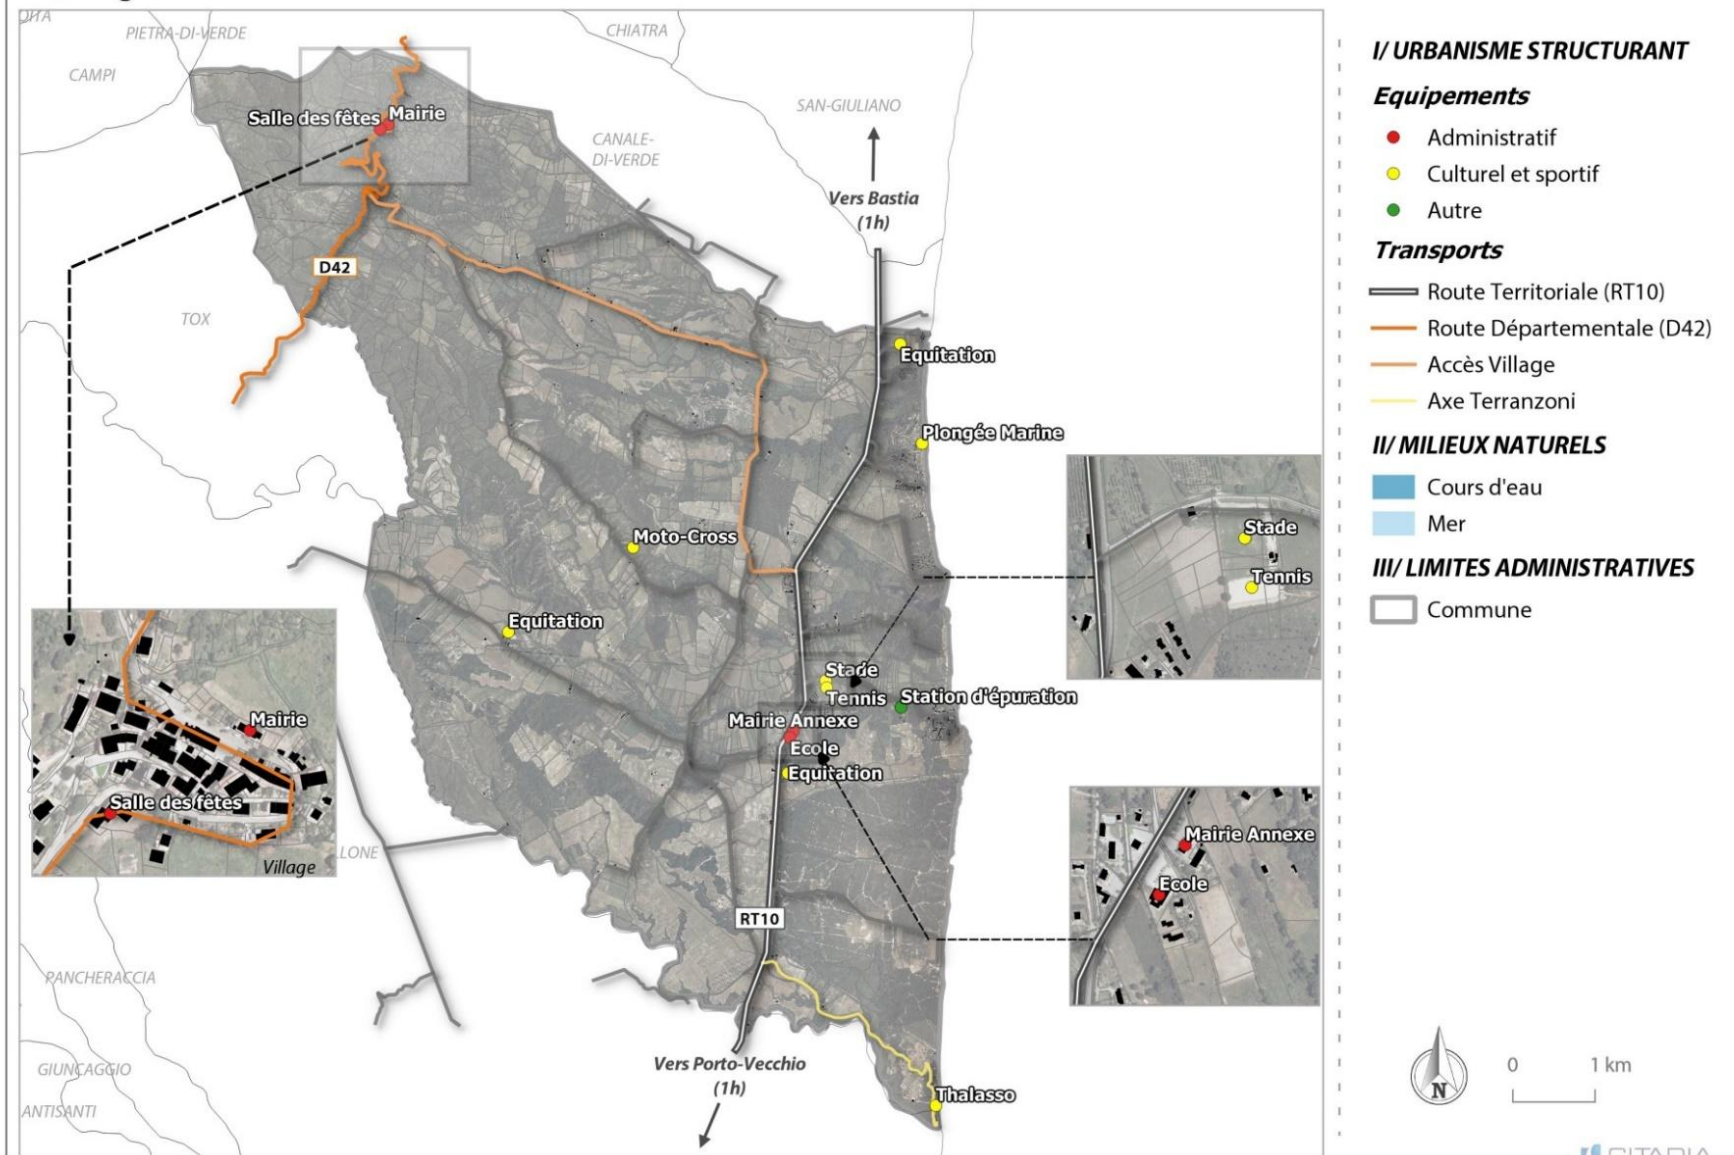 PIETRA-DI-VERDE
CHIATRA
CAMPI
SAN-GIULIANO
Salle des fêtes
Mairie
CANALE-
DI-VERDE
Vers Bastia
(1h)
D42
TOX
Equitation
Plongée Marine
Moto-Cross
Equitation
Stade
Tennis
Station d'épuration
Mairie Annexe
Ecole
Equitation
Stade
Tennis
Mairie
Salle des fêtes
Village
LLONE
Mairie Annexe
Ecole
RT10
PANCHERACCIA
GIUNCAGGIO
ANTISANTI
Vers Porto-Vecchio
(1h)
Thalasso
I/ URBANISME STRUCTURANT
Equipements
Administratif
Culturel et sportif
Autre
Transports
Route Territoriale (RT10)
Route Départementale (D42)
Accès Village
Axe Terranzoni
II/ MILIEUX NATURELS
Cours d'eau
Mer
III/ LIMITES ADMINISTRATIVES
Commune
N
0 1 km